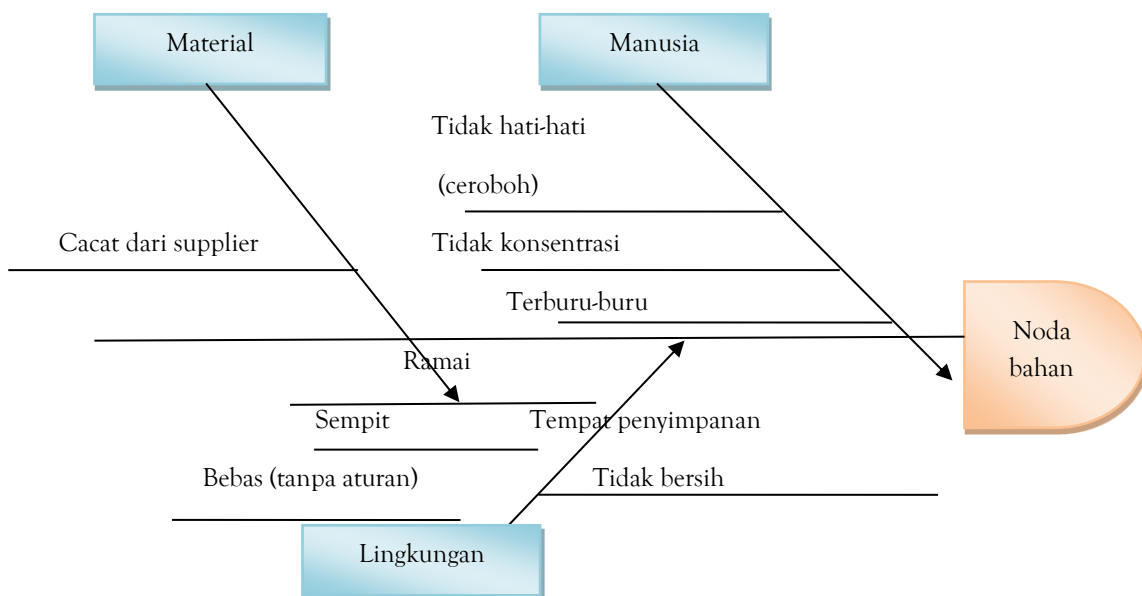 Material
Manusia
Tidak hati-hati
(ceroboh)
Cacat dari supplier
Tidak konsentrasi
Terburu-buru
Noda
bahan
Ramai
Sempit
Tempat penyimpanan
Bebas (tanpa aturan)
Tidak bersih
Lingkungan